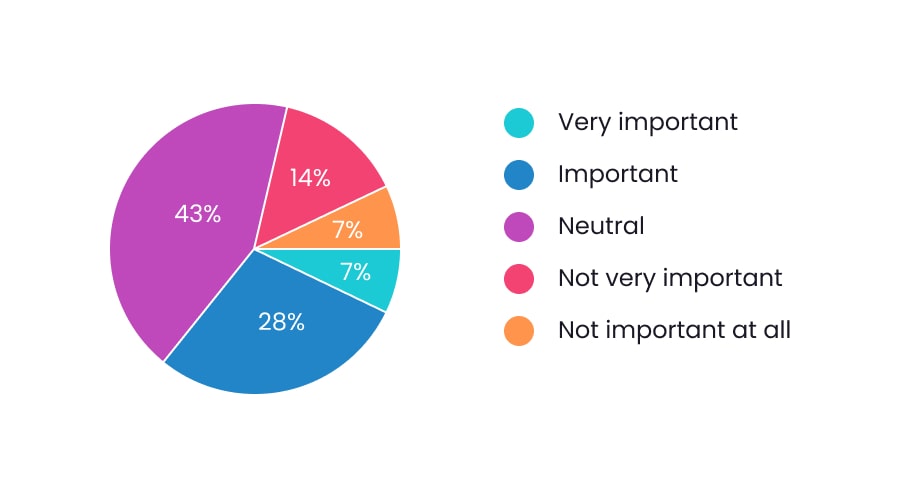 14%
43%
7%
7%
28%
Very important
Important
Neutral
Not very important
Not important at all